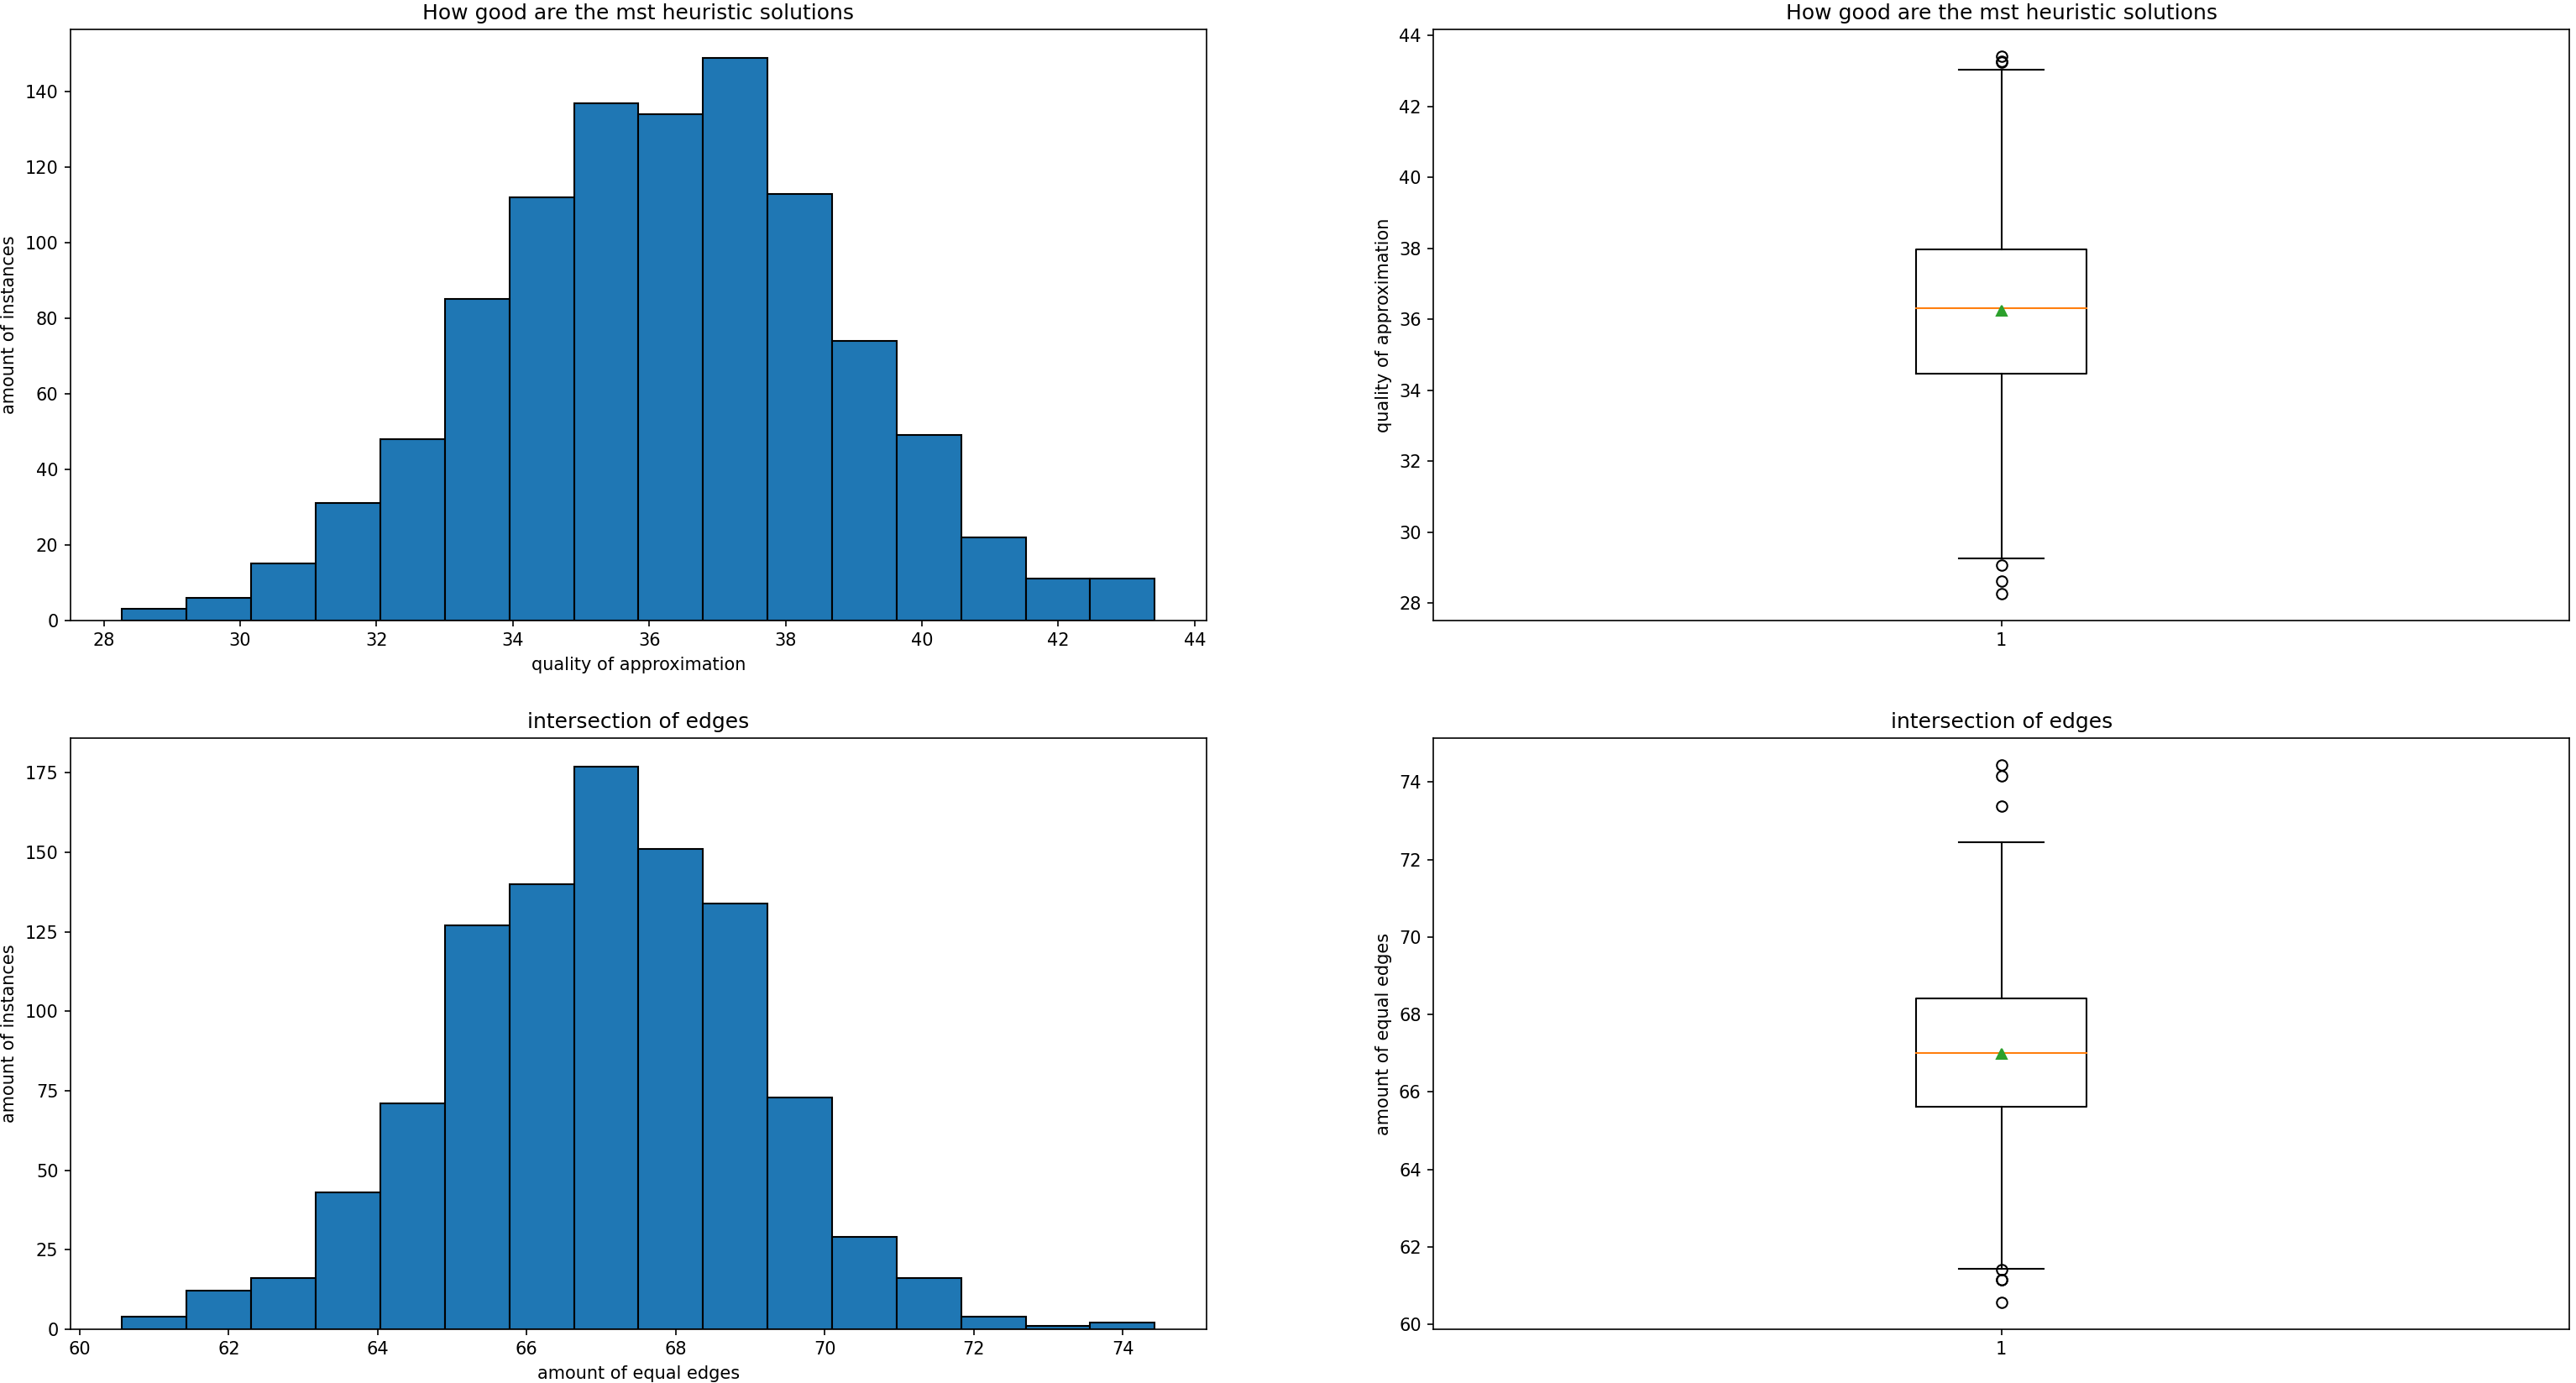 How good are the mst heuristic solutions
amount of instances
140
120
100
80
60
40
20
0
28 30 32 34 36 38 40 42 44
quality of approximation
How good are the mst heuristic solutions
quality of approximation
44
42
40
38
36
34
32
30
28
1
intersection of edges
amount of instances
175
150
125
100
75
50
25
0
60 62 64 66 68 70 72 74
amount of equal edges
intersection of edges
amount of equal edges
74
72
70
68
66
64
62
60
1